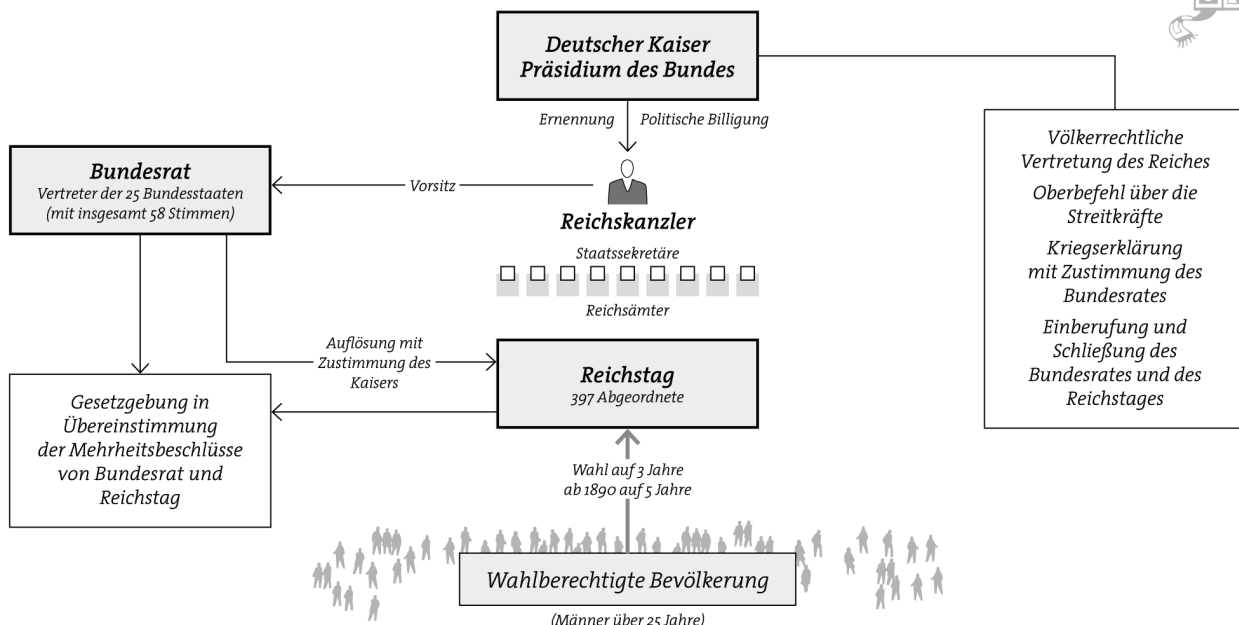 Deutscher Kaiser
Präsidium des Bundes
Ernennung
Politische Billigung
Bundesrat
Vertreter der 25 Bundesstaaten
(mit insgesamt 58 Stimmen)
Vorsitz
Reichskanzler
Staatssekretäre
Reichsämter
Völkerrechtliche
Vertretung des Reiches
Oberbefehl über die
Streitkräfte
Kriegserklärung
mit Zustimmung des
Bundesrates
Einberufung und
Schließung des
Bundesrates und des
Reichstages
Auflösung mit
Zustimmung des
Kaisers
Reichstag
397 Abgeordnete
Gesetzgebung in
Übereinstimmung
der Mehrheitsbeschlüsse
von Bundesrat und
Reichstag
Wahl auf 3 Jahre
ab 1890 auf 5 Jahre
Wahlberechtigte Bevölkerung
(Männer über 25 Jahre)